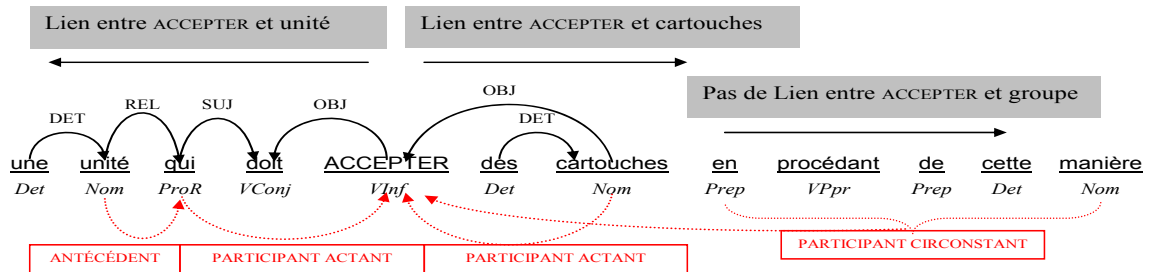 Lien entre ACCEPTER et unité
Lien entre ACCEPTER et cartouches
Pas de Lien entre ACCEPTER et groupe
DET REL SUJ OBJ OBJ DET
une unité qui doit ACCEPTER des cartouches en procédant de cette manière
Det Nom ProR VConj VInf Det Nom Prep VPpr Prep Det Nom
ANTÉCÉDENT PARTICIPANT ACTANT PARTICIPANT ACTANT PARTICIPANT CIRCONSTANT